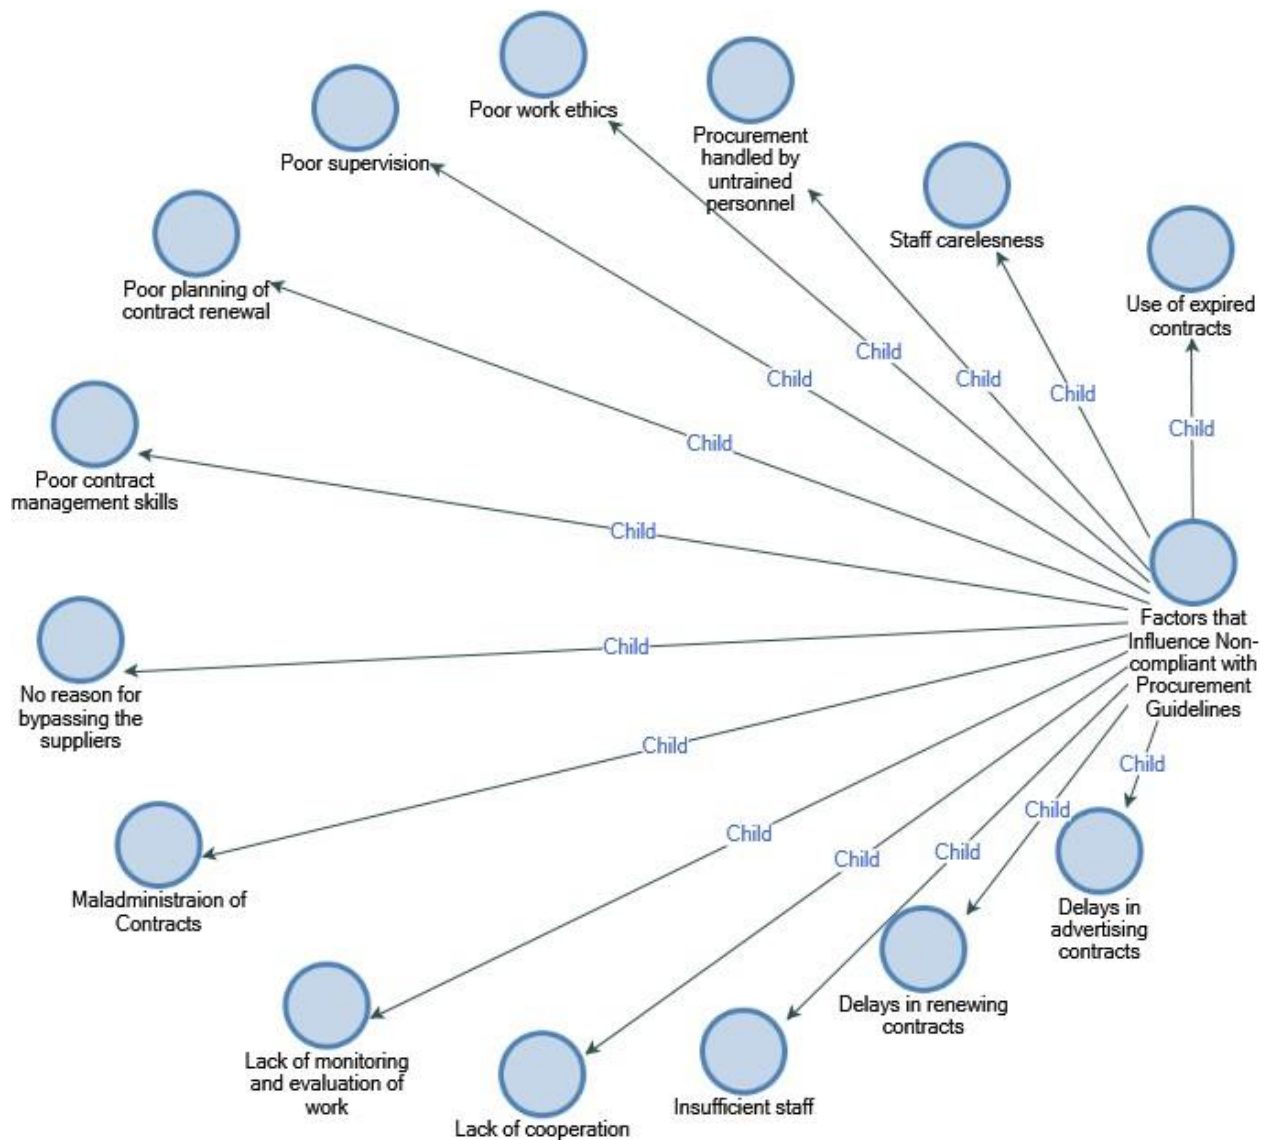 Poor work ethics
Procurement
handled by
untrained
personnel
Poor supervision
Staff carelesness
Poor planning of
contract renewal
Use of expired
contracts
Child
Child
Child
Child
Child
Child
Poor contract
management skills
Child
Factors that
Influence Non-
compliant with
Procurement
Guidelines
Child
No reason for
bypassing the
suppliers
Child
Child
Child
Child
Child
Child
Maladministraion of
Contracts
Delays in
advertising
contracts
Delays in renewing
contracts
Lack of monitoring
and evaluation of
work
Insufficient staff
Lack of cooperation